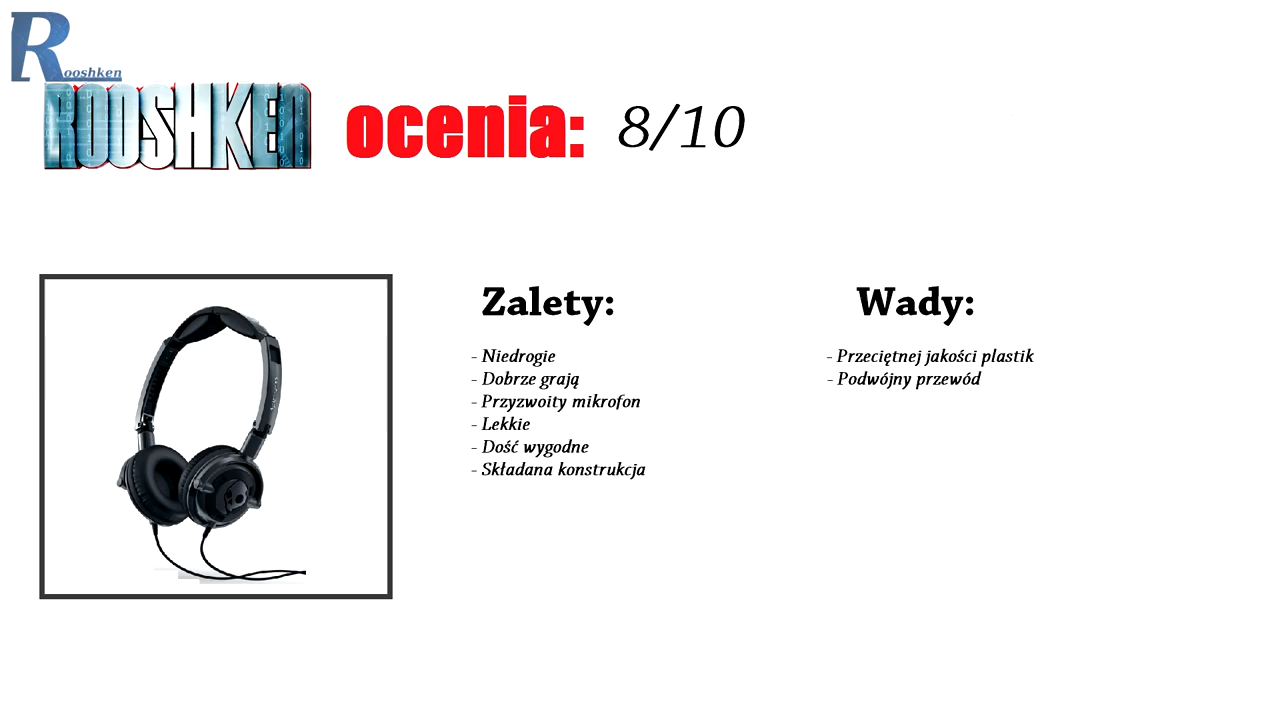 Rooshken
ROOSHKEN ocenia: 8/10
Zalety:
- Niedrogie
- Dobrze grają
- Przyzwoity mikrofon
- Lekkie
- Dość wygodne
- Składana konstrukcja
Wady:
- Przeciętnej jakości plastik
- Podwójny przewód